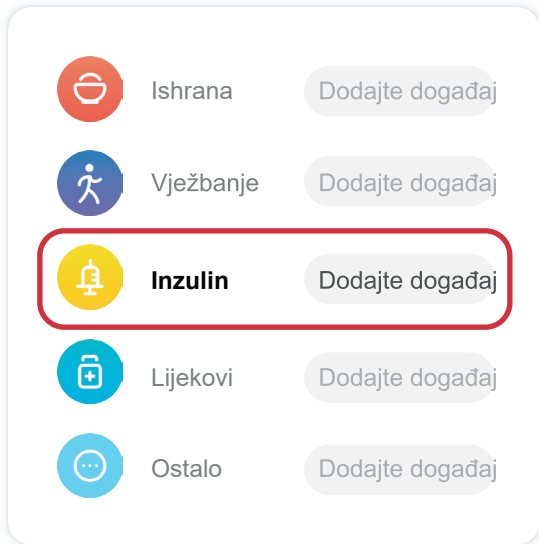 Ishrana Dodajte događaj
Vježbanje Dodajte događaj
Inzulin Dodajte događaj
Lijekovi Dodajte događaj
Ostalo Dodajte događaj